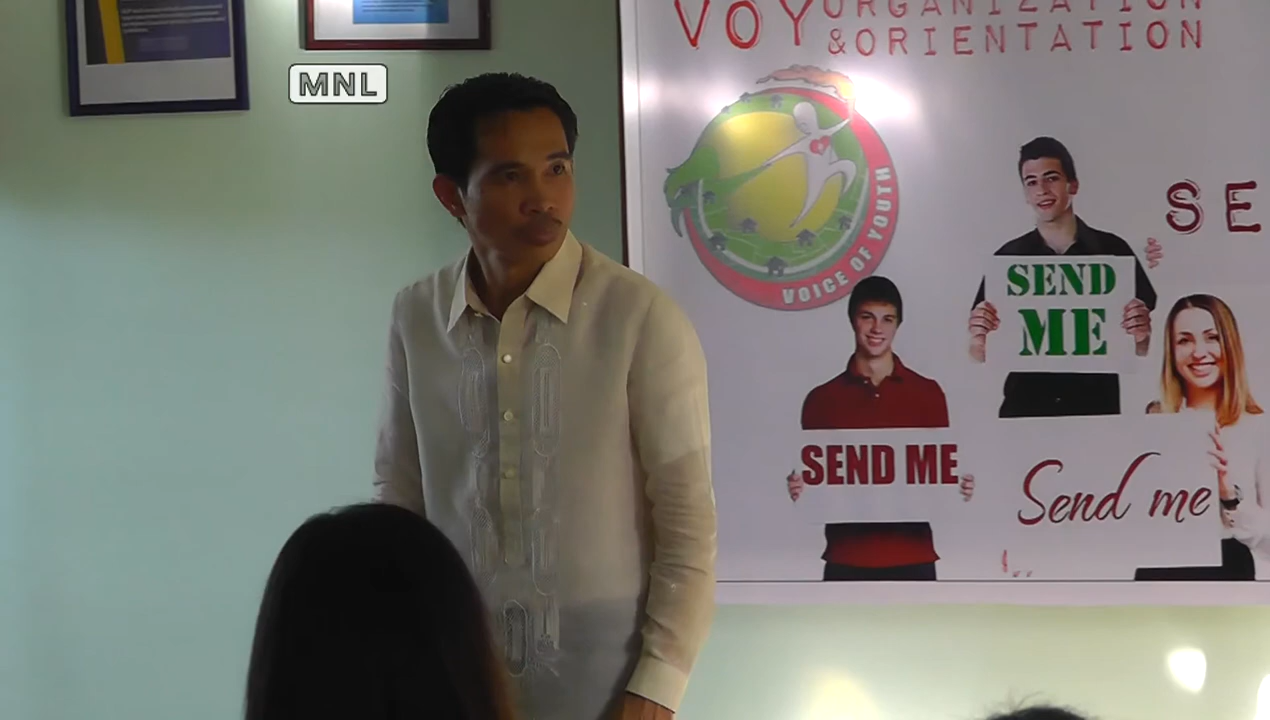 MNL
VOY ORGANIZATION
&ORIENTATION
VOICE OF YOUTH
SE
SEND
ME
SEND ME
Send me